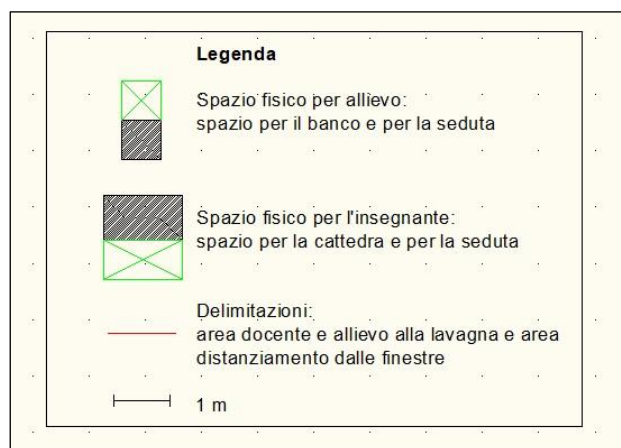 Legenda
Spazio fisico per allievo:
spazio per il banco e per la seduta
Spazio fisico per l'insegnante:
spazio per la cattedra e per la seduta
Delimitazioni:
area docente e allievo alla lavagna e area
distanziamento dalle finestre
1 m